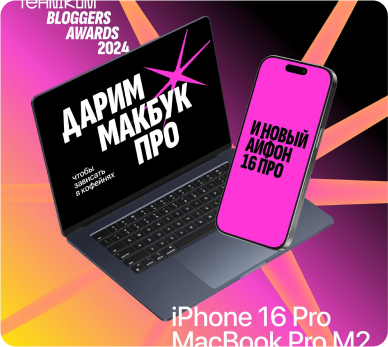 TEHNIKUM
BLOGGERS
AWARDS
2024
ДАРИМ
МАКБУК
ПРО
чтобы
зависать
в кофейнях
И НОВЫЙ
АЙФОН
16 ПРО
iPhone 16 Pro
MacBook Pro M2